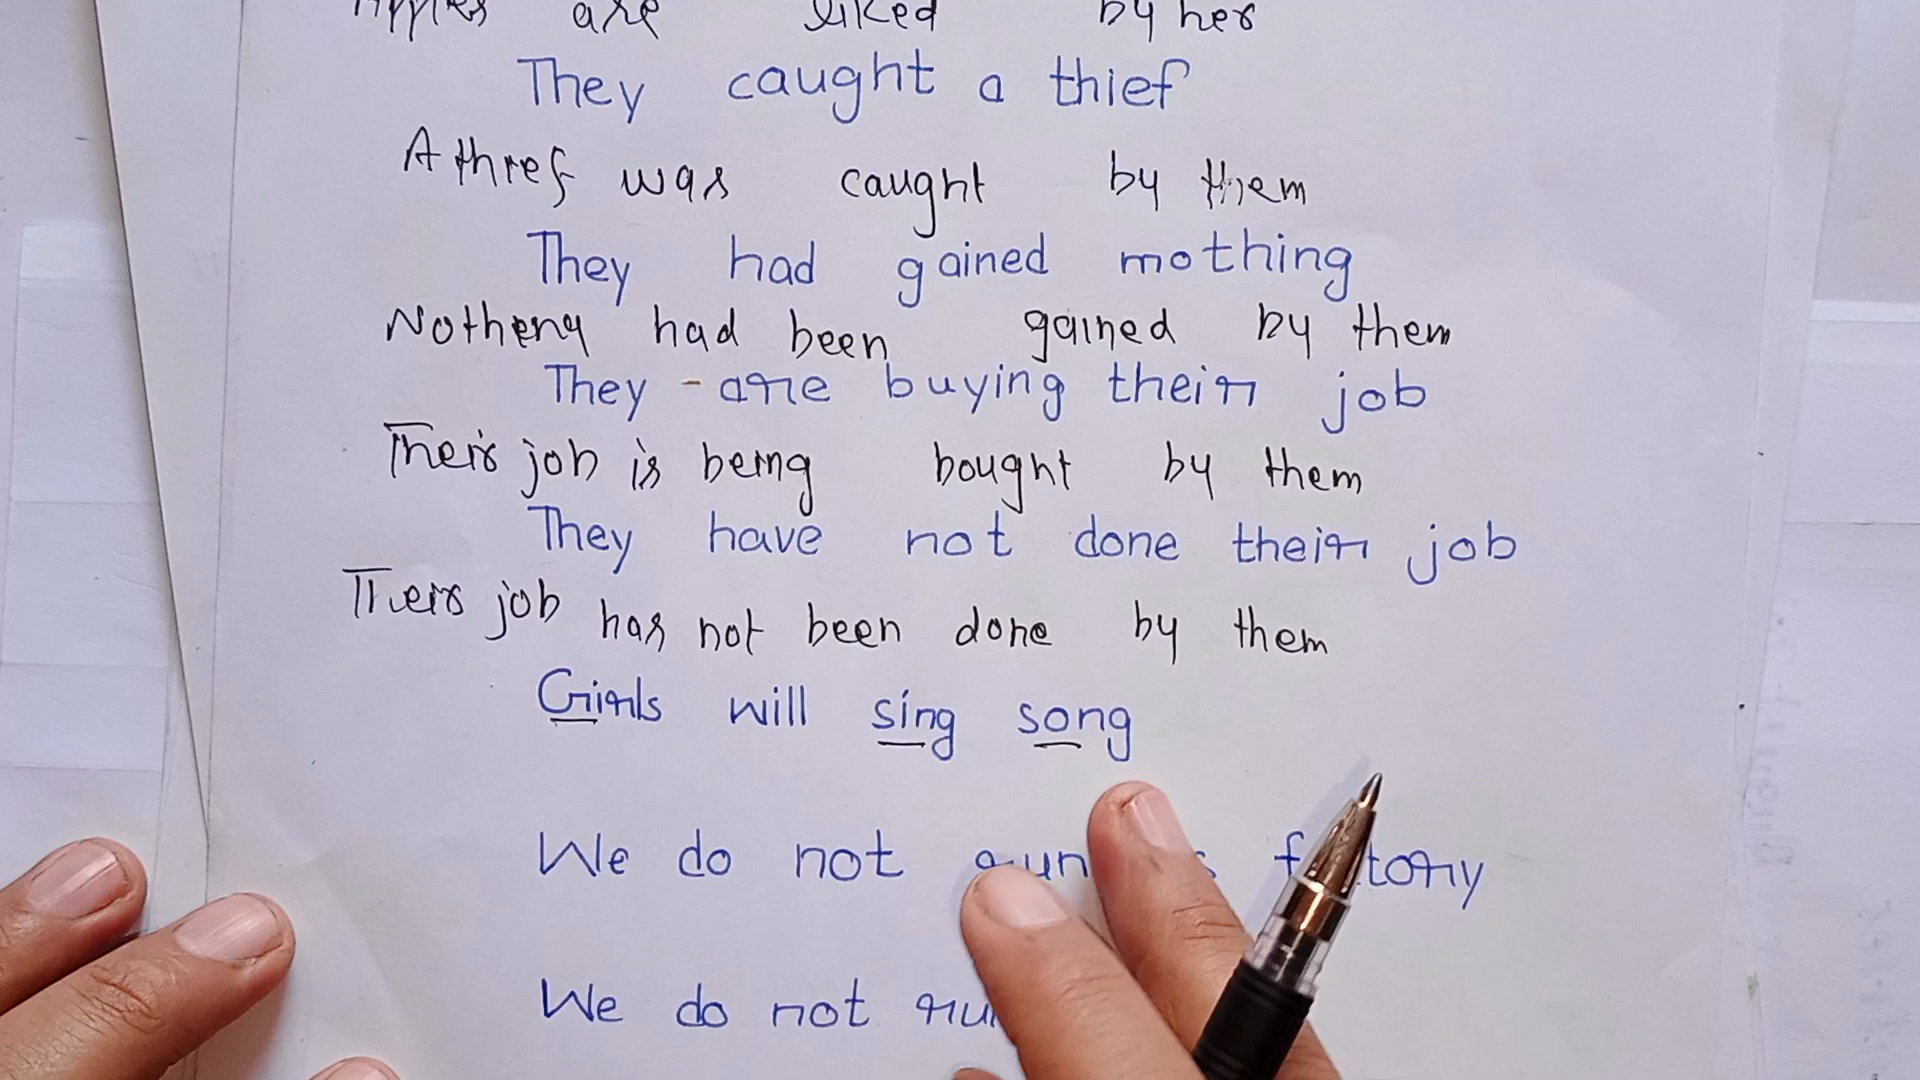 Apples are liked by her
They caught a thief
A thief was caught by them
They had gained nothing
Nothing had been gained by them
They are buying their job
Their job is being bought by them
They have not done their job
Their job has not been done by them
Girls will sing song
We do not run
We do not